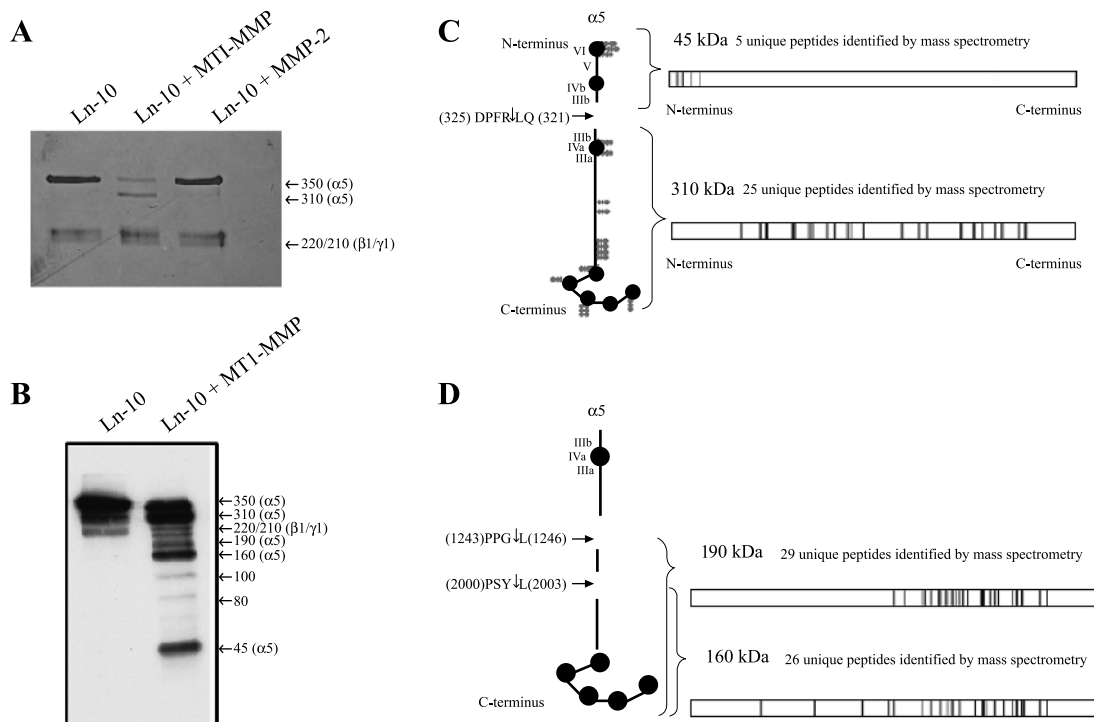 A
Ln-10
Ln-10 + MTI-MMP
Ln-10 + MMP-2
←350 (α5)
←310 (α5)
←220/210 (β1/γ1)
B
Ln-10
Ln-10 + MT1-MMP
←350 (α5)
←310 (α5)
←220/210 (β1/γ1)
←190 (α5)
←160 (α5)
←100
←80
←45 (α5)
C
α5
N-terminus
VI
V
IVb
IIIb
(325) DPFR↓LQ (321)→
IIIb
IVa
IIIa
C-terminus
45 kDa 5 unique peptides identified by mass spectrometry
N-terminus C-terminus
310 kDa 25 unique peptides identified by mass spectrometry
N-terminus C-terminus
D
α5
IIIb
IVa
IIIa
(1243)PPG↓L(1246)→
(2000)PSY↓L(2003)→
C-terminus
190 kDa 29 unique peptides identified by mass spectrometry
160 kDa 26 unique peptides identified by mass spectrometry